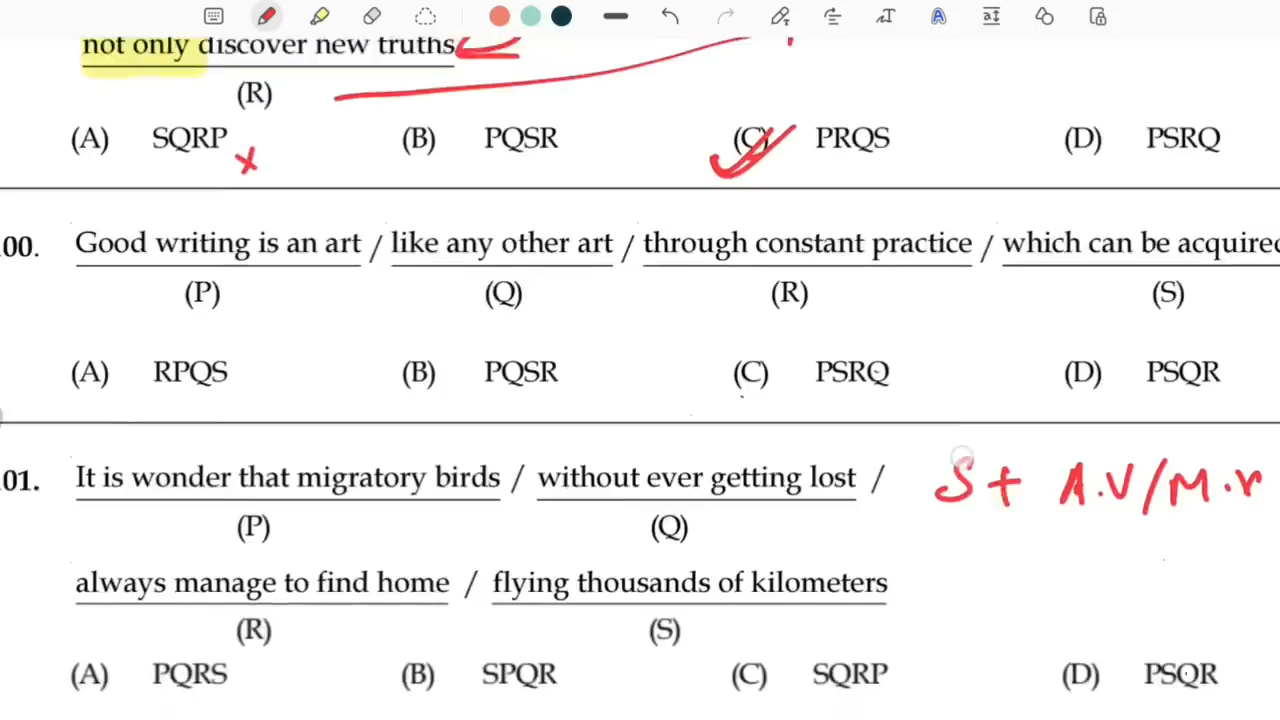 not only discover new truths
(R)
(A) SQRP (B) PQSR (C) PRQS (D) PSRQ
00. Good writing is an art / like any other art / through constant practice / which can be acquired
(P) (Q) (R) (S)
(A) RPQS (B) PQSR (C) PSRQ (D) PSQR
01. It is wonder that migratory birds / without ever getting lost / S + A.V/M.V
(P) (Q)
always manage to find home / flying thousands of kilometers
(R) (S)
(A) PQRS (B) SPQR (C) SQRP (D) PSQR